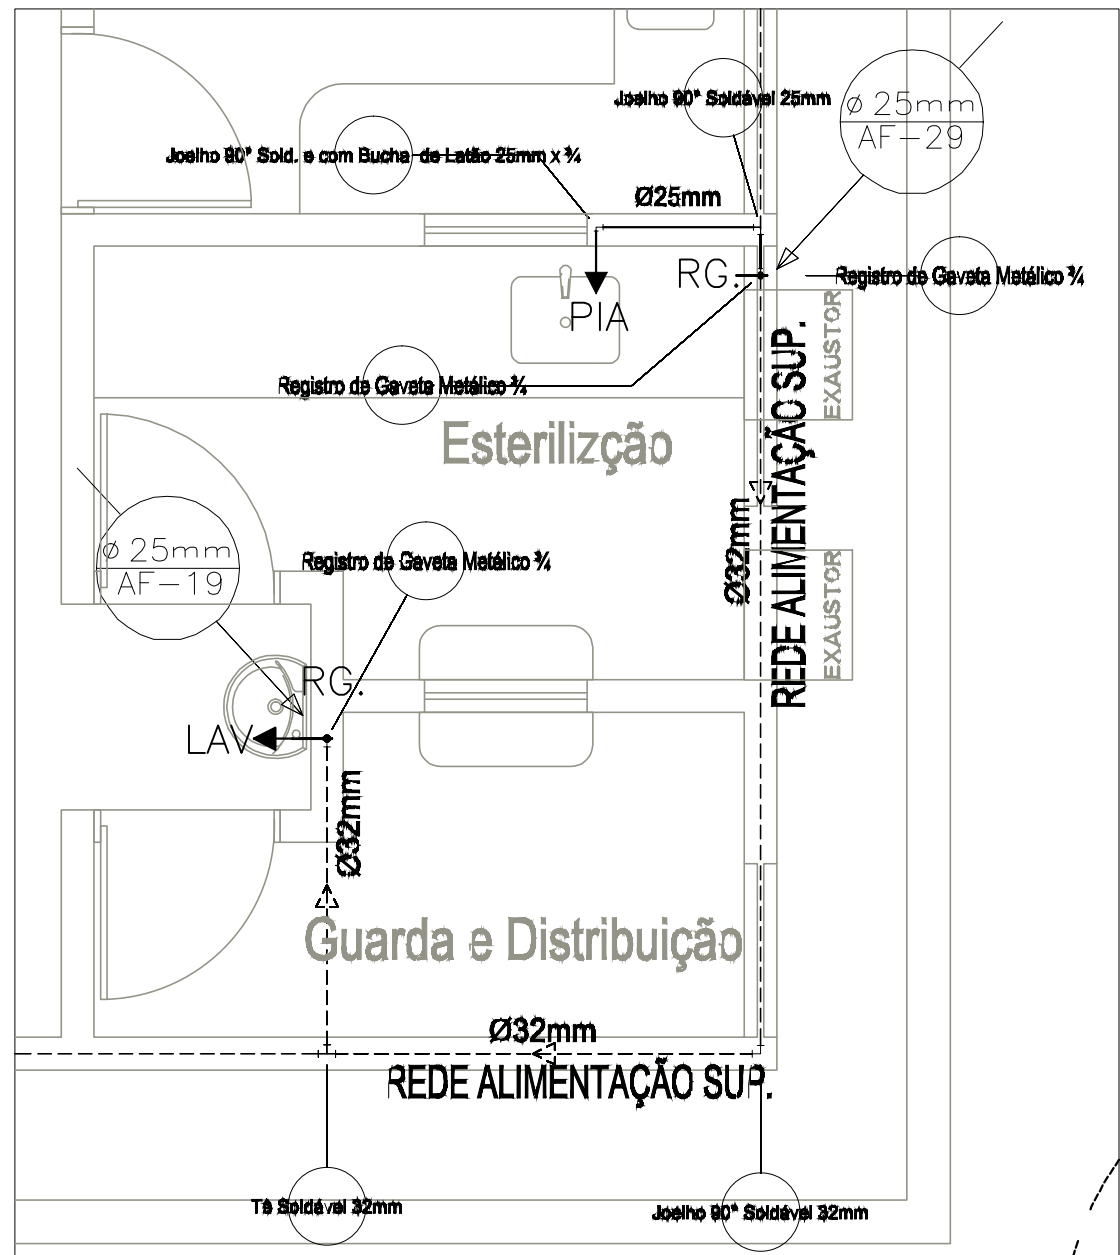 Joelho 90° Soldável 25mm
ø 25mm
AF-29
Joelho 90° Sold. e com Bucha de Latão 25mm x ¾
Ø25mm
RG.
Registro de Gaveta Metálico ¾
PIA
EXAUSTOR
REDE ALIMENTAÇÃO SUP.
Registro de Gaveta Metálico ¾
Esterilizção
Ø32mm
ø 25mm
AF-19
Registro de Gaveta Metálico ¾
EXAUSTOR
RG.
LAV
Ø32mm
Guarda e Distribuição
Ø32mm
REDE ALIMENTAÇÃO SUP.
Tê Soldável 32mm
Joelho 90° Soldável 32mm